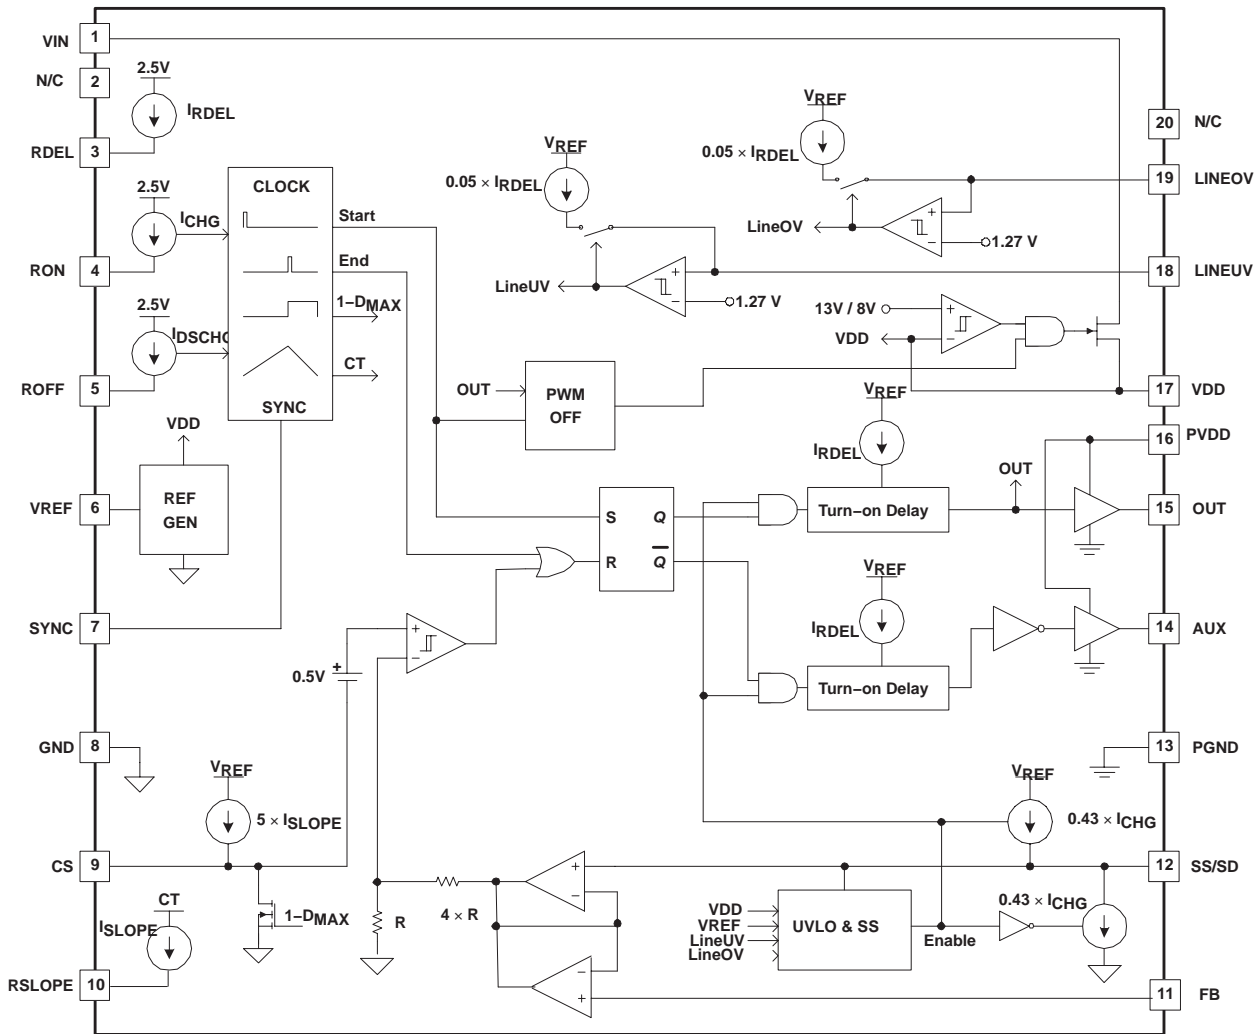 VIN
1
N/C
2
2.5V
IRDEL
RDEL
3
2.5V
ICHG
RON
4
2.5V
IDSCHG
ROFF
5
CLOCK
Start
End
1–DMAX
CT
SYNC
VDD
REF
GEN
VREF
6
SYNC
7
GND
8
VREF
5 × ISLOPE
CS
9
CT
ISLOPE
RSLOPE
10
1–DMAX
0.5V
+
+
–
R
4 × R
VREF
0.05 × IRDEL
LineUV
+
–
1.27 V
VREF
0.05 × IRDEL
LineOV
+
–
1.27 V
20
N/C
19
LINEOV
18
LINEUV
13V / 8V
VDD
+
–
17
VDD
OUT
PWM
OFF
VREF
IRDEL
16
PVDD
S
Q
R
Q
Turn–on Delay
OUT
15
OUT
VREF
IRDEL
Turn–on Delay
14
AUX
13
PGND
VREF
0.43 × ICHG
+
–
12
SS/SD
VDD
VREF
LineUV
LineOV
UVLO & SS
Enable
0.43 × ICHG
–
+
11
FB